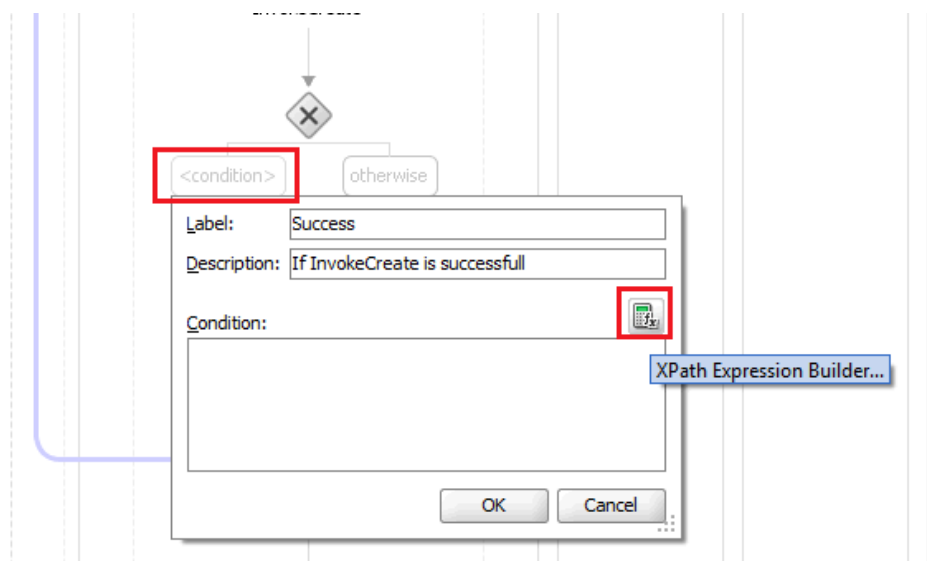 <condition>
otherwise
Label: Success
Description: If InvokeCreate is successfull
Condition:
XPath Expression Builder...
OK Cancel